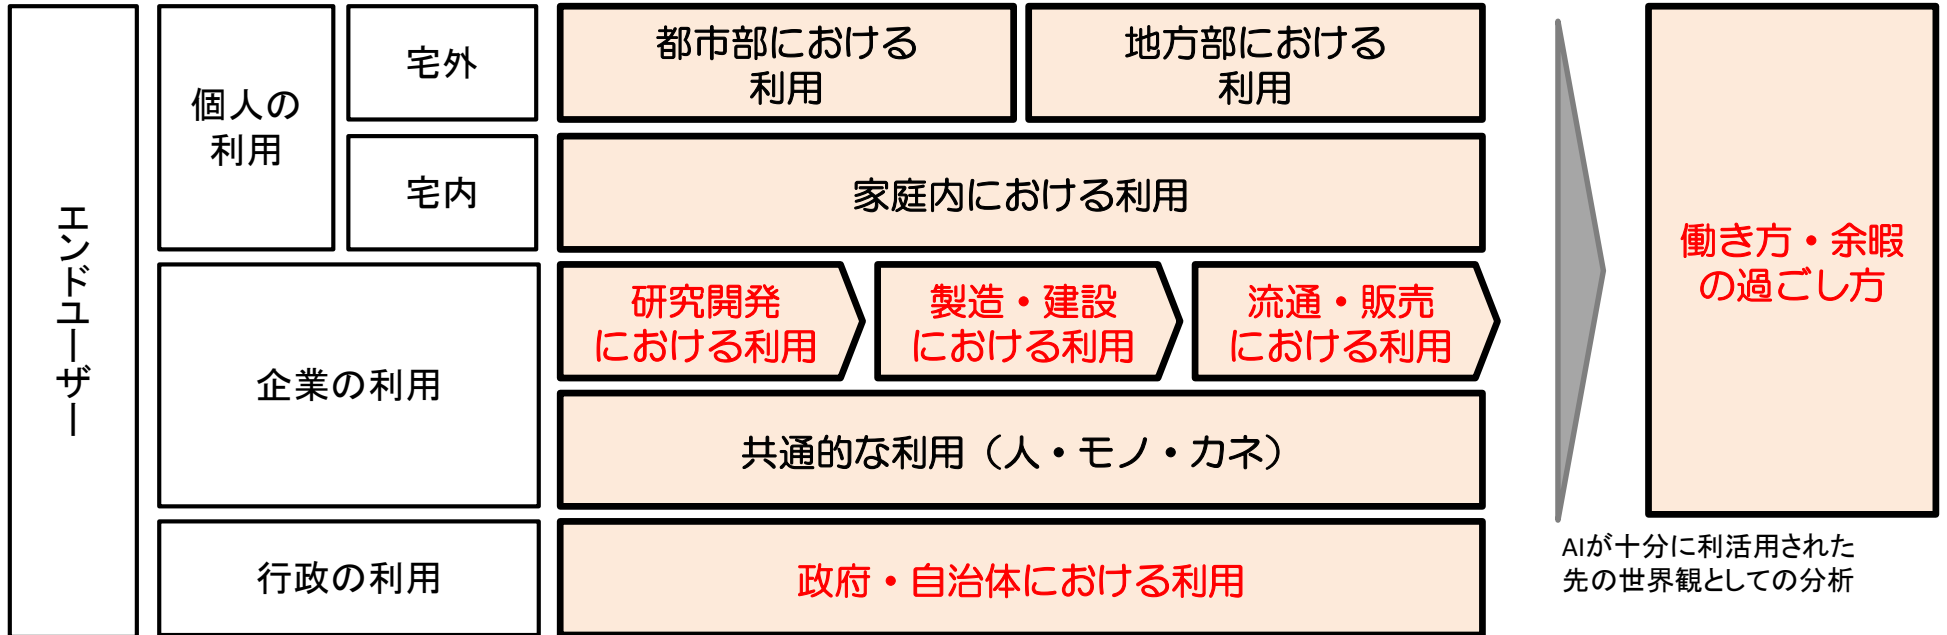 エンドユーザー
個人の
利用
宅外
都市部における
利用
地方部における
利用
宅内
家庭内における利用
企業の利用
研究開発
における利用
製造・建設
における利用
流通・販売
における利用
共通的な利用（人・モノ・カネ）
行政の利用
政府・自治体における利用
働き方・余暇
の過ごし方
AIが十分に利活用された
先の世界観としての分析